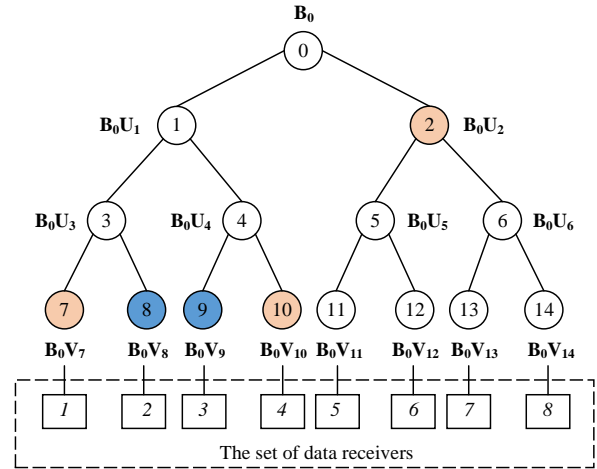 B₀
0
B₀U₁ 1 2 B₀U₂
B₀U₃ 3 B₀U₄ 4 5 B₀U₅ 6 B₀U₆
7 8 9 10 11 12 13 14
B₀V₇ B₀V₈ B₀V₉ B₀V₁₀ B₀V₁₁ B₀V₁₂ B₀V₁₃ B₀V₁₄
1 2 3 4 5 6 7 8
The set of data receivers